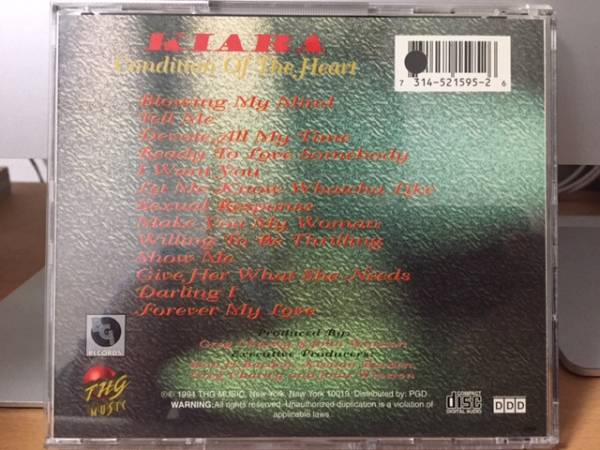 KIARA
Condition Of The Heart
7 314-521595-2 6
Blowing My Mind
Tell Me
Devote All My Time
Ready To Love Somebody
I Want You
Let Me Know Whatcha Like
Sexual Response
Make You My Woman
Willing To Be Thrilling
Show Me
Give Her What She Needs
Darling I
Forever My Love
Produced By:
Executive Producers:
RECORDS
THG
MUSIC
℗© 1994 THG MUSIC, New York, New York 10019. Distributed by: PGD
WARNING: All rights reserved. Unauthorized duplication is a violation of
applicable laws
COMPACT
disc
DIGITAL AUDIO
DDD